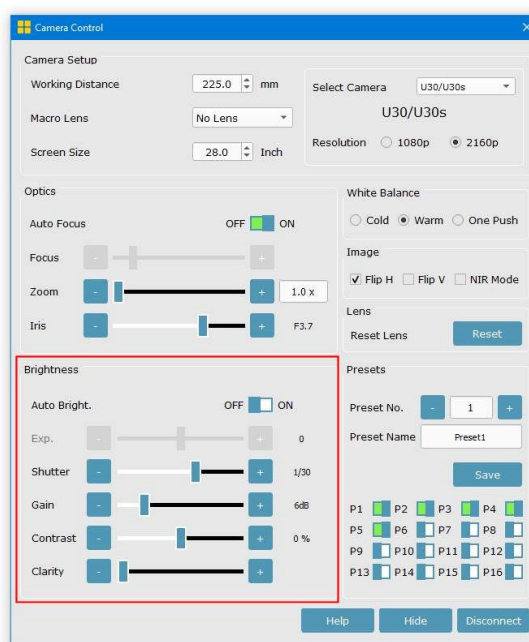 Camera Control
Camera Setup
Working Distance 225.0 mm
Macro Lens No Lens
Screen Size 28.0 Inch
Select Camera U30/U30s
U30/U30s
Resolution 1080p 2160p
Optics
Auto Focus OFF ON
Focus - +
Zoom - + 1.0 x
Iris - + F3.7
White Balance
Cold Warm One Push
Image
Flip H Flip V NIR Mode
Lens
Reset Lens Reset
Brightness
Auto Bright. OFF ON
Exp. - + 0
Shutter - + 1/30
Gain - + 6dB
Contrast - + 0 %
Clarity - +
Presets
Preset No. - 1 +
Preset Name Preset1
Save
P1 P2 P3 P4
P5 P6 P7 P8
P9 P10 P11 P12
P13 P14 P15 P16
Help Hide Disconnect